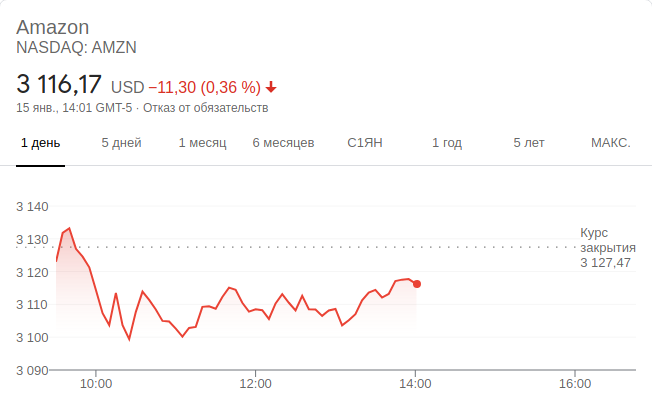 Amazon
NASDAQ: AMZN
3 116,17 USD −11,30 (0,36 %)
15 янв., 14:01 GMT-5 · Отказ от обязательств
1 день 5 дней 1 месяц 6 месяцев С1ЯН 1 год 5 лет МАКС.
3 140
3 130
3 120
3 110
3 100
3 090
Курс
закрытия
3 127,47
10:00 12:00 14:00 16:00